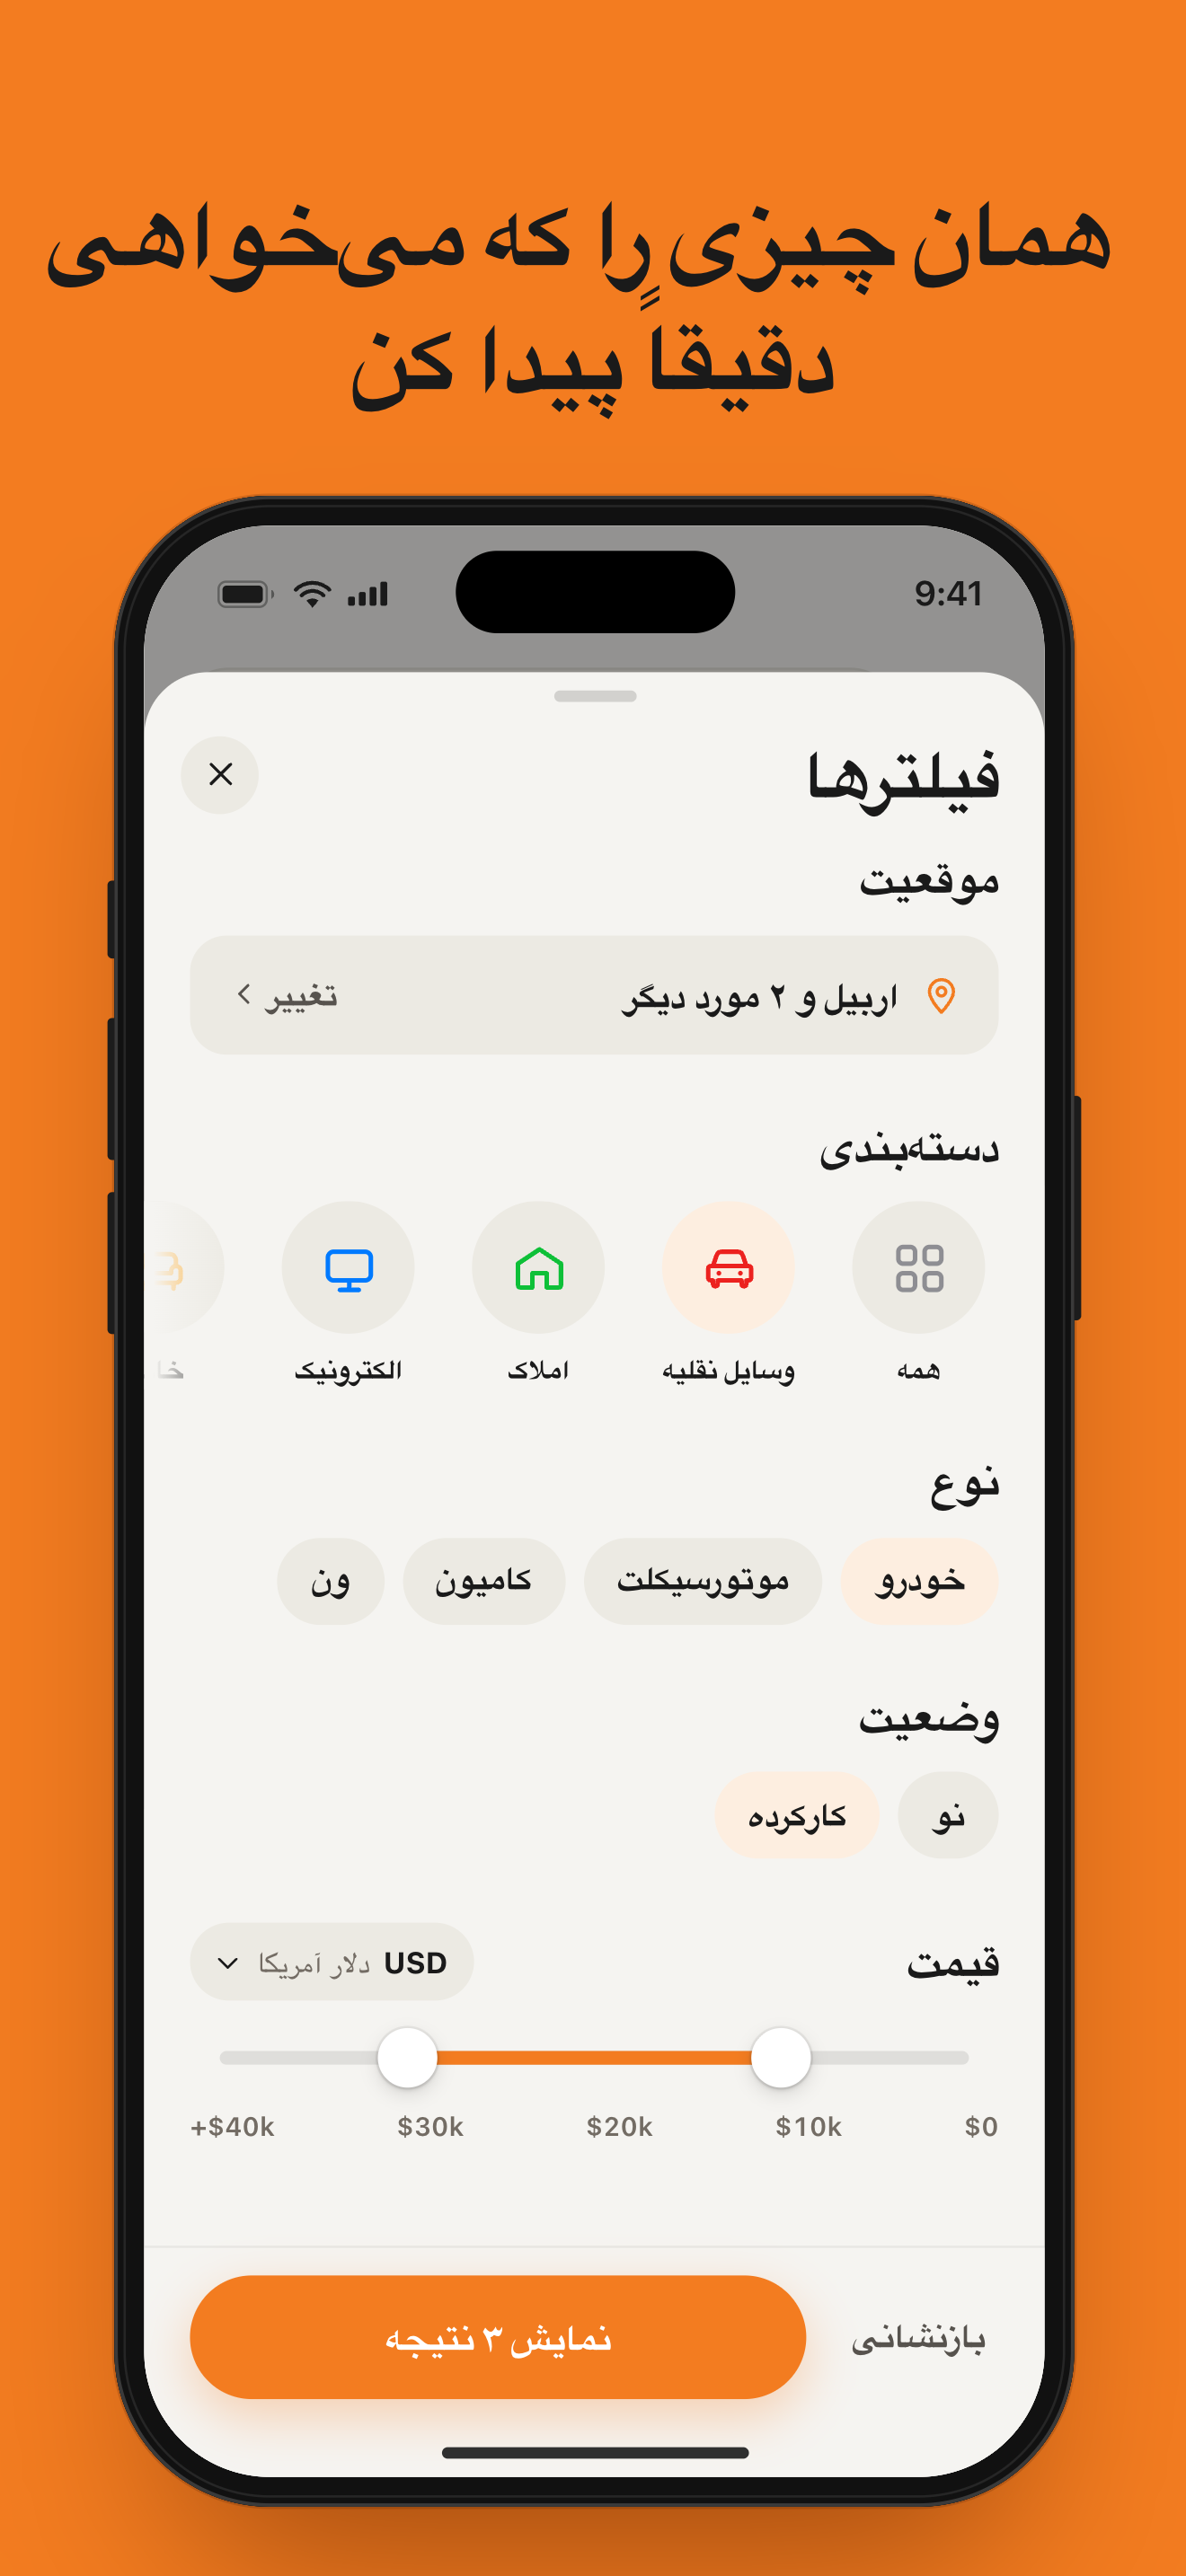 همان چیزی را که می‌خواهی
دقیقاً پیدا کن
9:41
فیلترها
موقعیت
اربیل و ۲ مورد دیگر
تغییر
دسته‌بندی
همه
وسایل نقلیه
املاک
الکترونیک
نوع
خودرو
موتورسیکلت
کامیون
ون
وضعیت
نو
کارکرده
قیمت
USD دلار آمریکا
$0
$10k
$20k
$30k
+$40k
بازنشانی
نمایش ۳ نتیجه